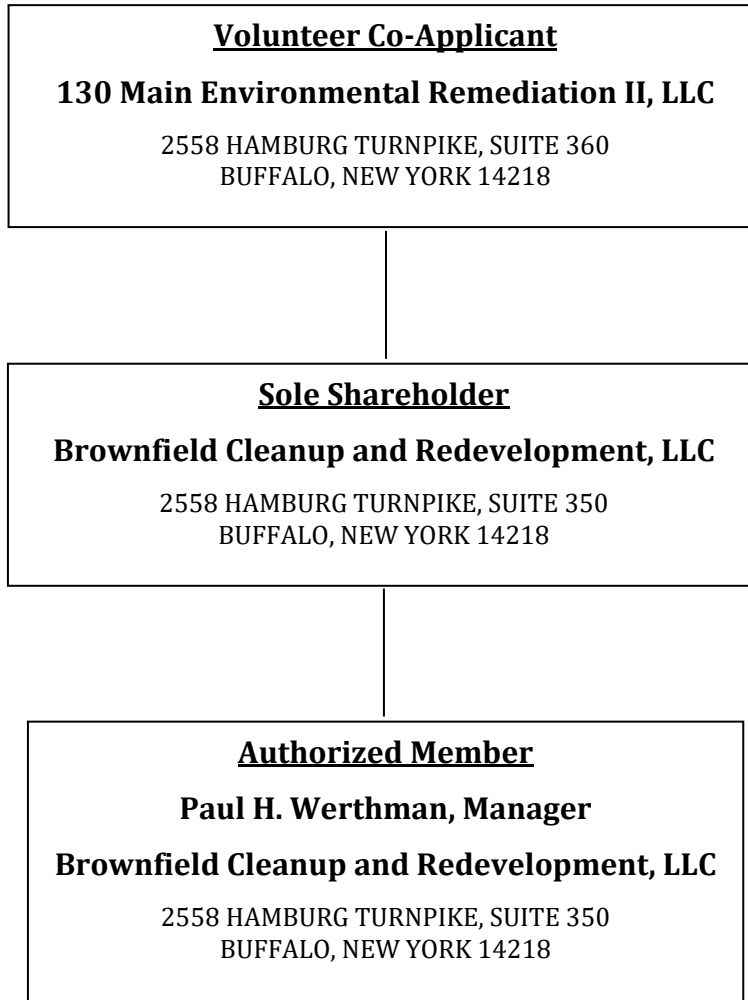 Volunteer Co-Applicant
130 Main Environmental Remediation II, LLC
2558 HAMBURG TURNPIKE, SUITE 360
BUFFALO, NEW YORK 14218
Sole Shareholder
Brownfield Cleanup and Redevelopment, LLC
2558 HAMBURG TURNPIKE, SUITE 350
BUFFALO, NEW YORK 14218
Authorized Member
Paul H. Werthman, Manager
Brownfield Cleanup and Redevelopment, LLC
2558 HAMBURG TURNPIKE, SUITE 350
BUFFALO, NEW YORK 14218